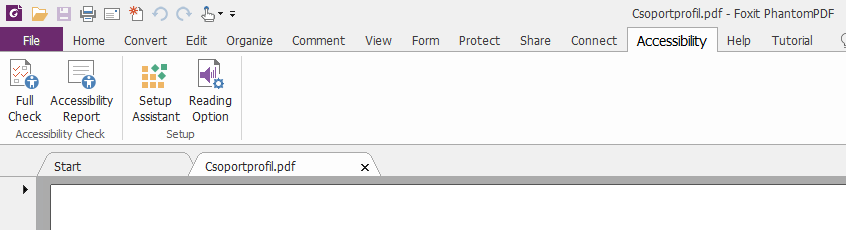 Csoportprofil.pdf - Foxit PhantomPDF
File Home Convert Edit Organize Comment View Form Protect Share Connect Accessibility Help Tutorial
Full Check
Accessibility Report
Setup Assistant
Reading Option
Accessibility Check
Setup
Start
Csoportprofil.pdf